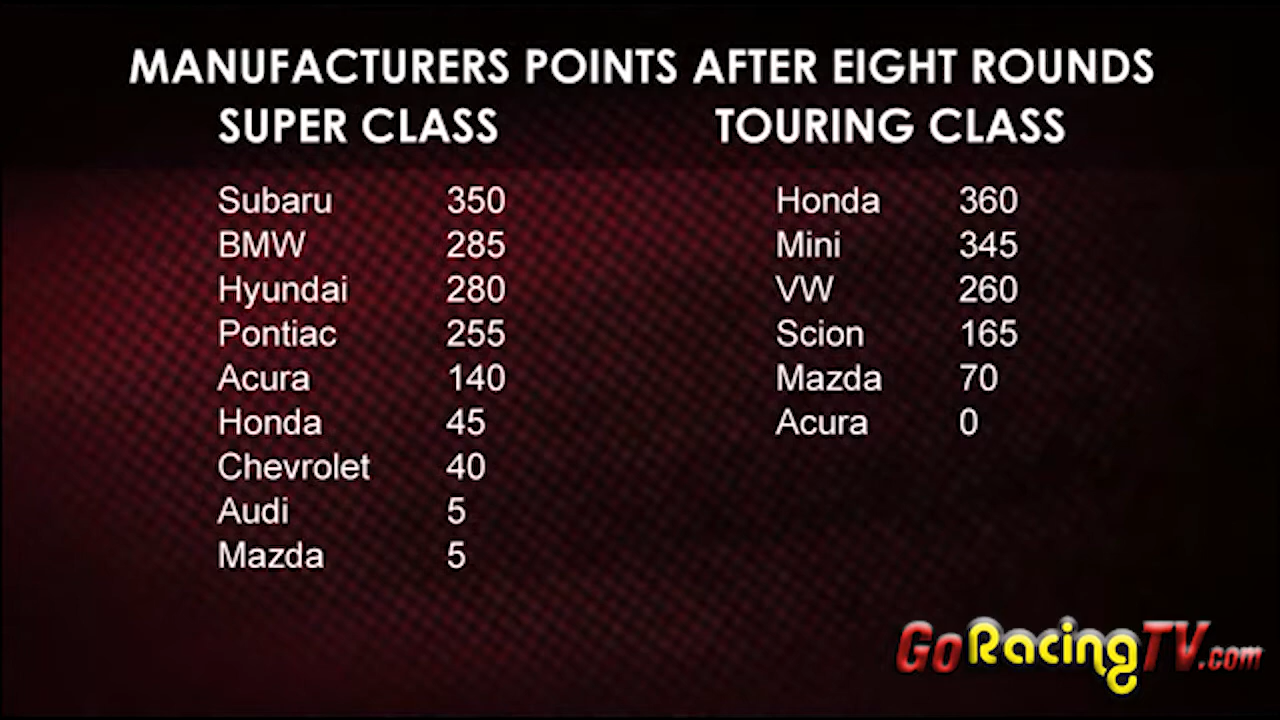 MANUFACTURERS POINTS AFTER EIGHT ROUNDS
SUPER CLASS
Subaru 350
BMW 285
Hyundai 280
Pontiac 255
Acura 140
Honda 45
Chevrolet 40
Audi 5
Mazda 5
TOURING CLASS
Honda 360
Mini 345
VW 260
Scion 165
Mazda 70
Acura 0
GoRacingTV.com